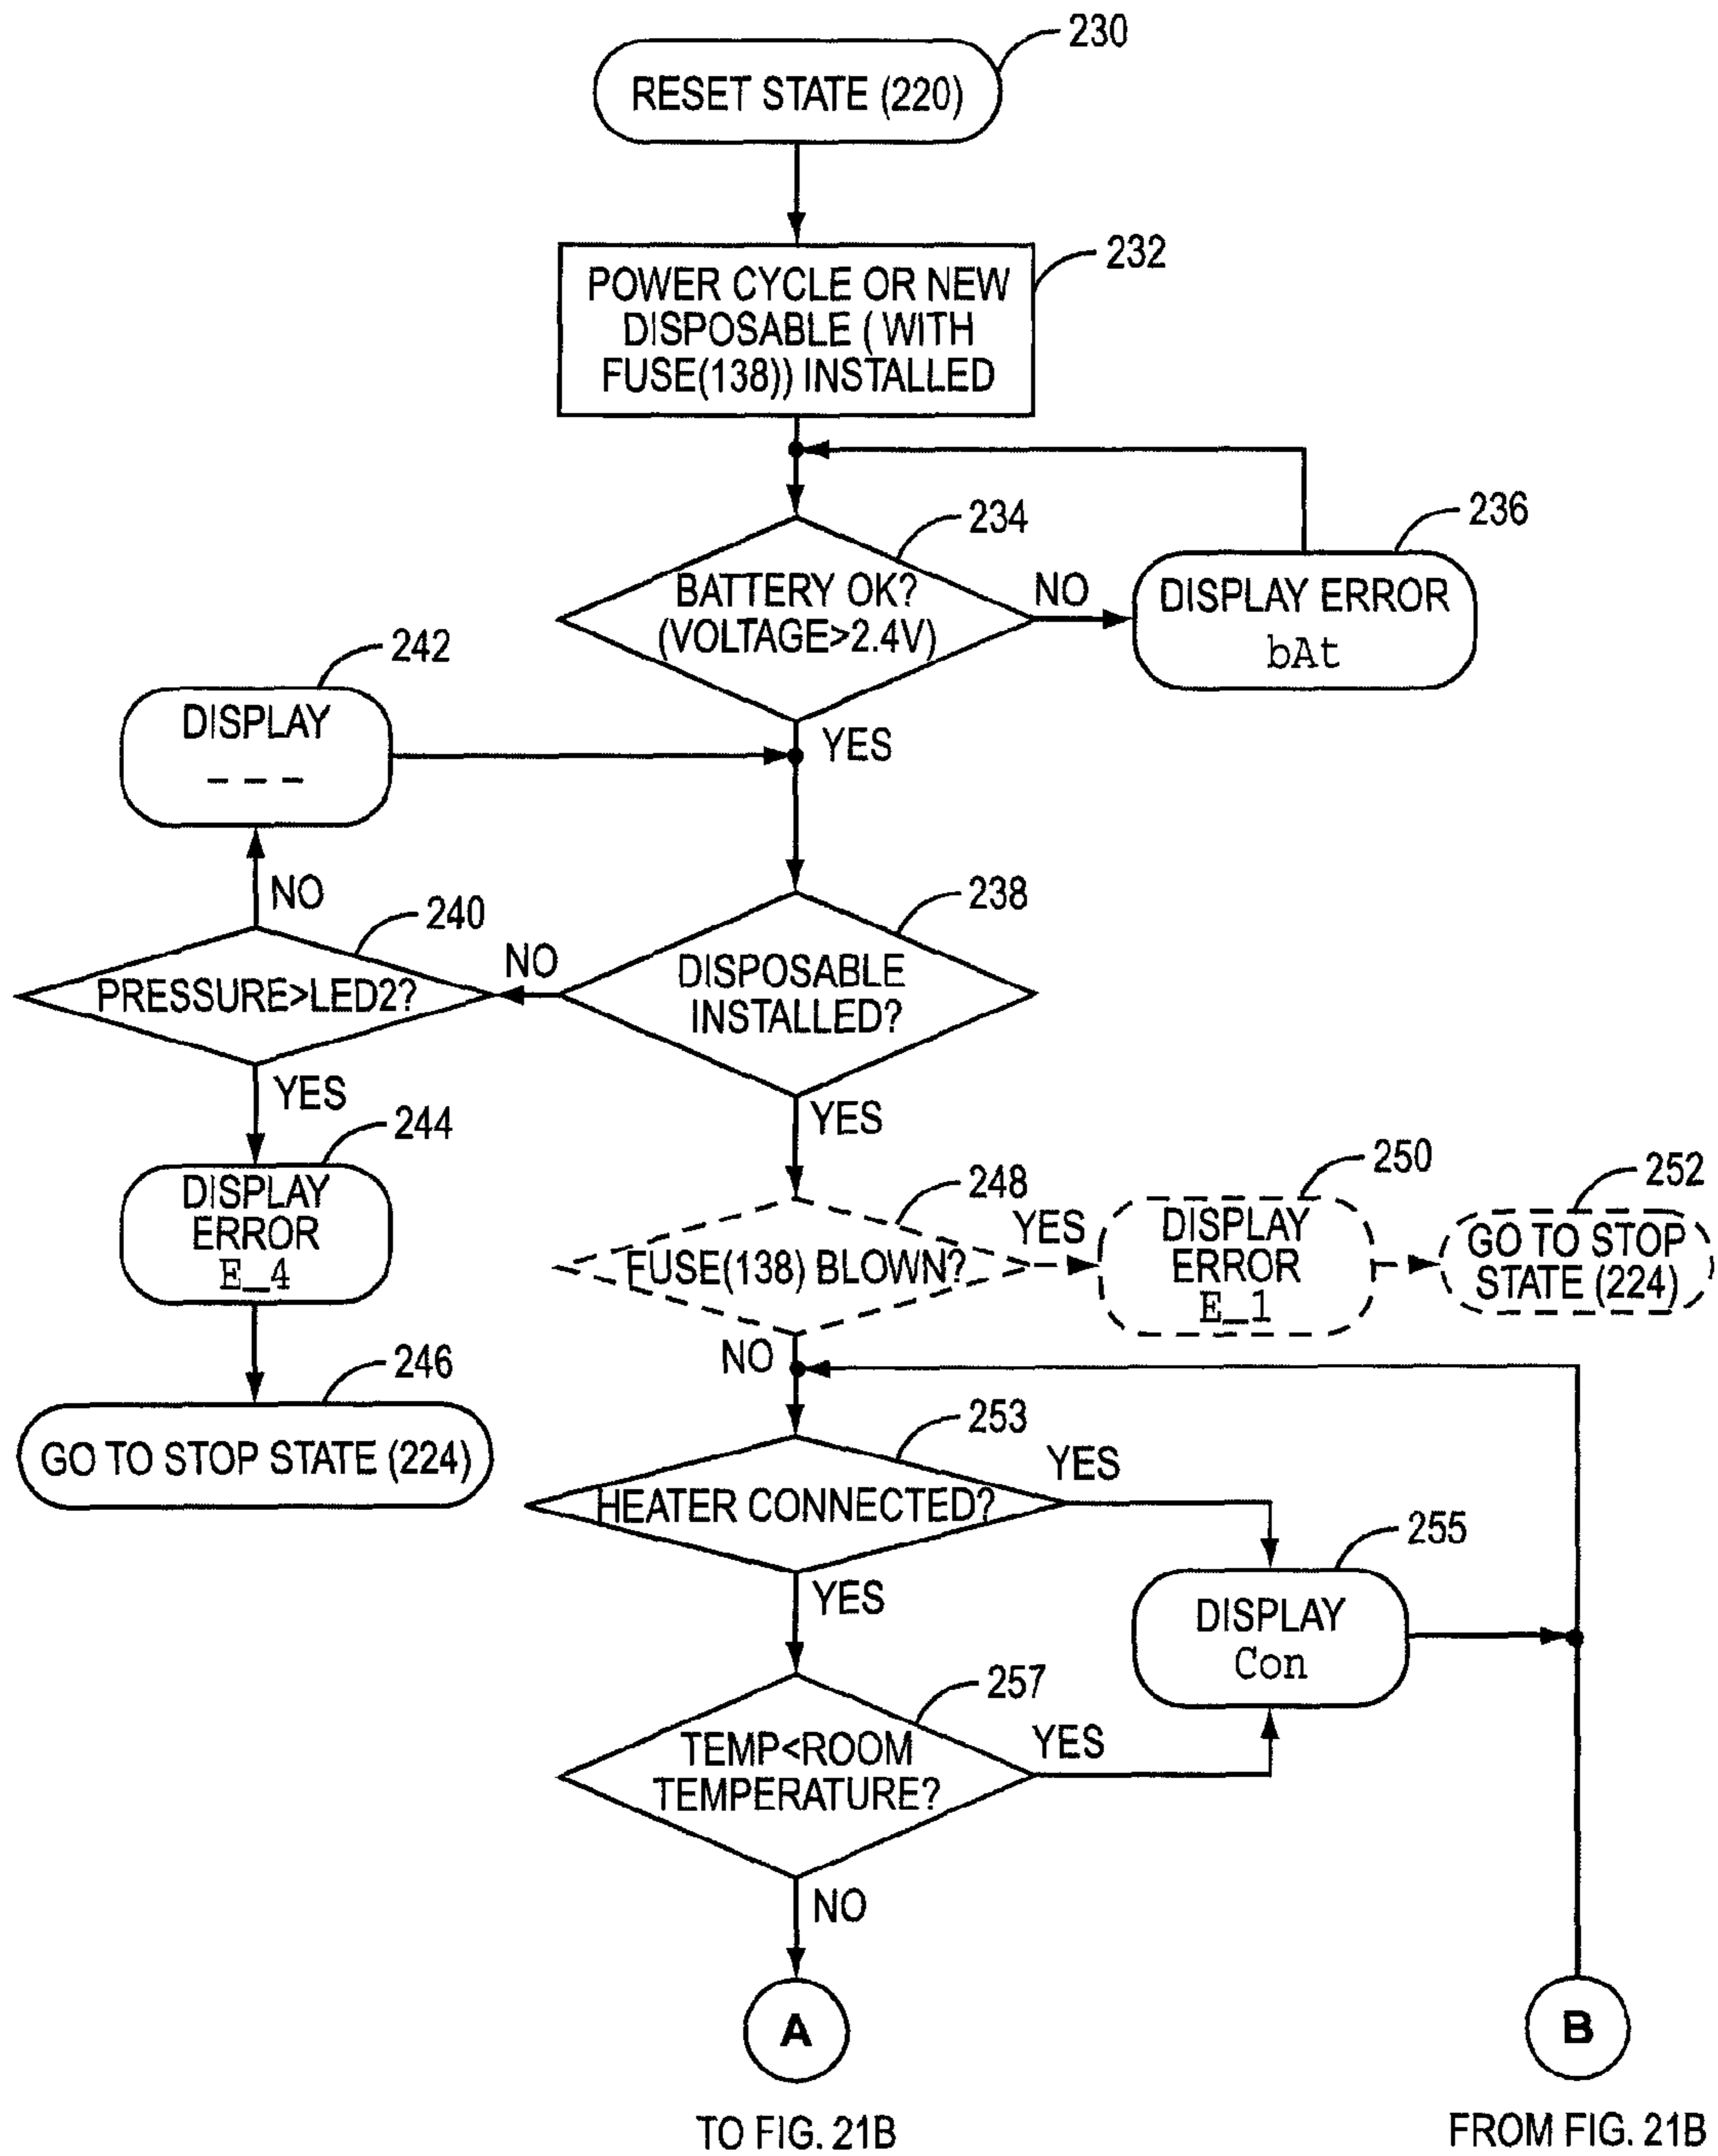 230
RESET STATE (220)
232
POWER CYCLE OR NEW
DISPOSABLE ( WITH
FUSE(138)) INSTALLED
234
BATTERY OK?
(VOLTAGE>2.4V)
NO
236
DISPLAY ERROR
bAt
YES
242
DISPLAY
– – –
NO
240
PRESSURE>LED2?
NO
238
DISPOSABLE
INSTALLED?
YES
244
DISPLAY
ERROR
E_4
246
GO TO STOP STATE (224)
YES
248
FUSE(138) BLOWN?
YES
250
DISPLAY
ERROR
E_1
252
GO TO STOP
STATE (224)
NO
253
HEATER CONNECTED?
YES
255
DISPLAY
Con
YES
257
TEMP<ROOM
TEMPERATURE?
YES
NO
A
TO FIG. 21B
B
FROM FIG. 21B